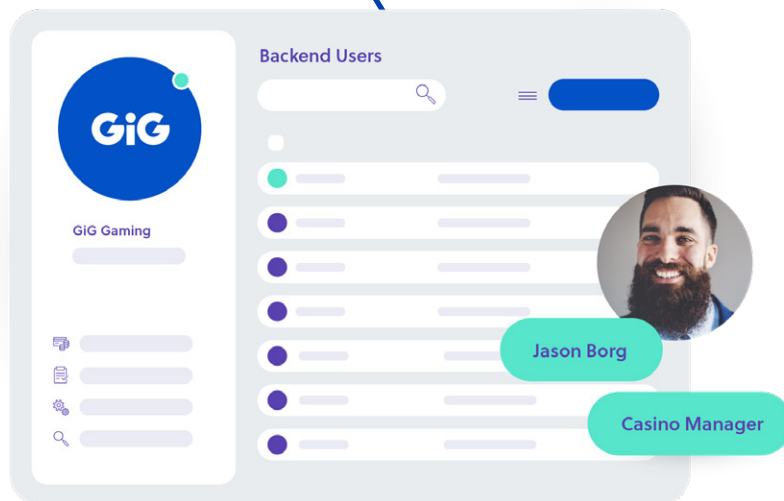 Backend Users
GiG
GiG Gaming
Jason Borg
Casino Manager